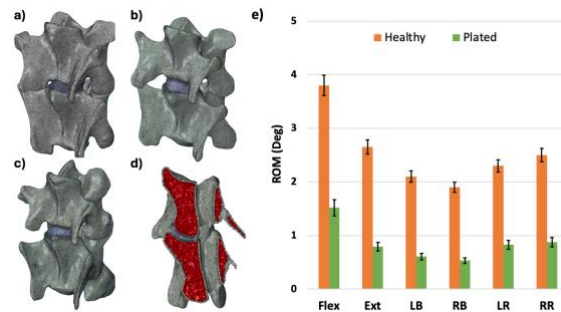 a)
b)
c)
d)
e)
Healthy
Plated
ROM (Deg)
5
4
3
2
1
0
Flex Ext LB RB LR RR